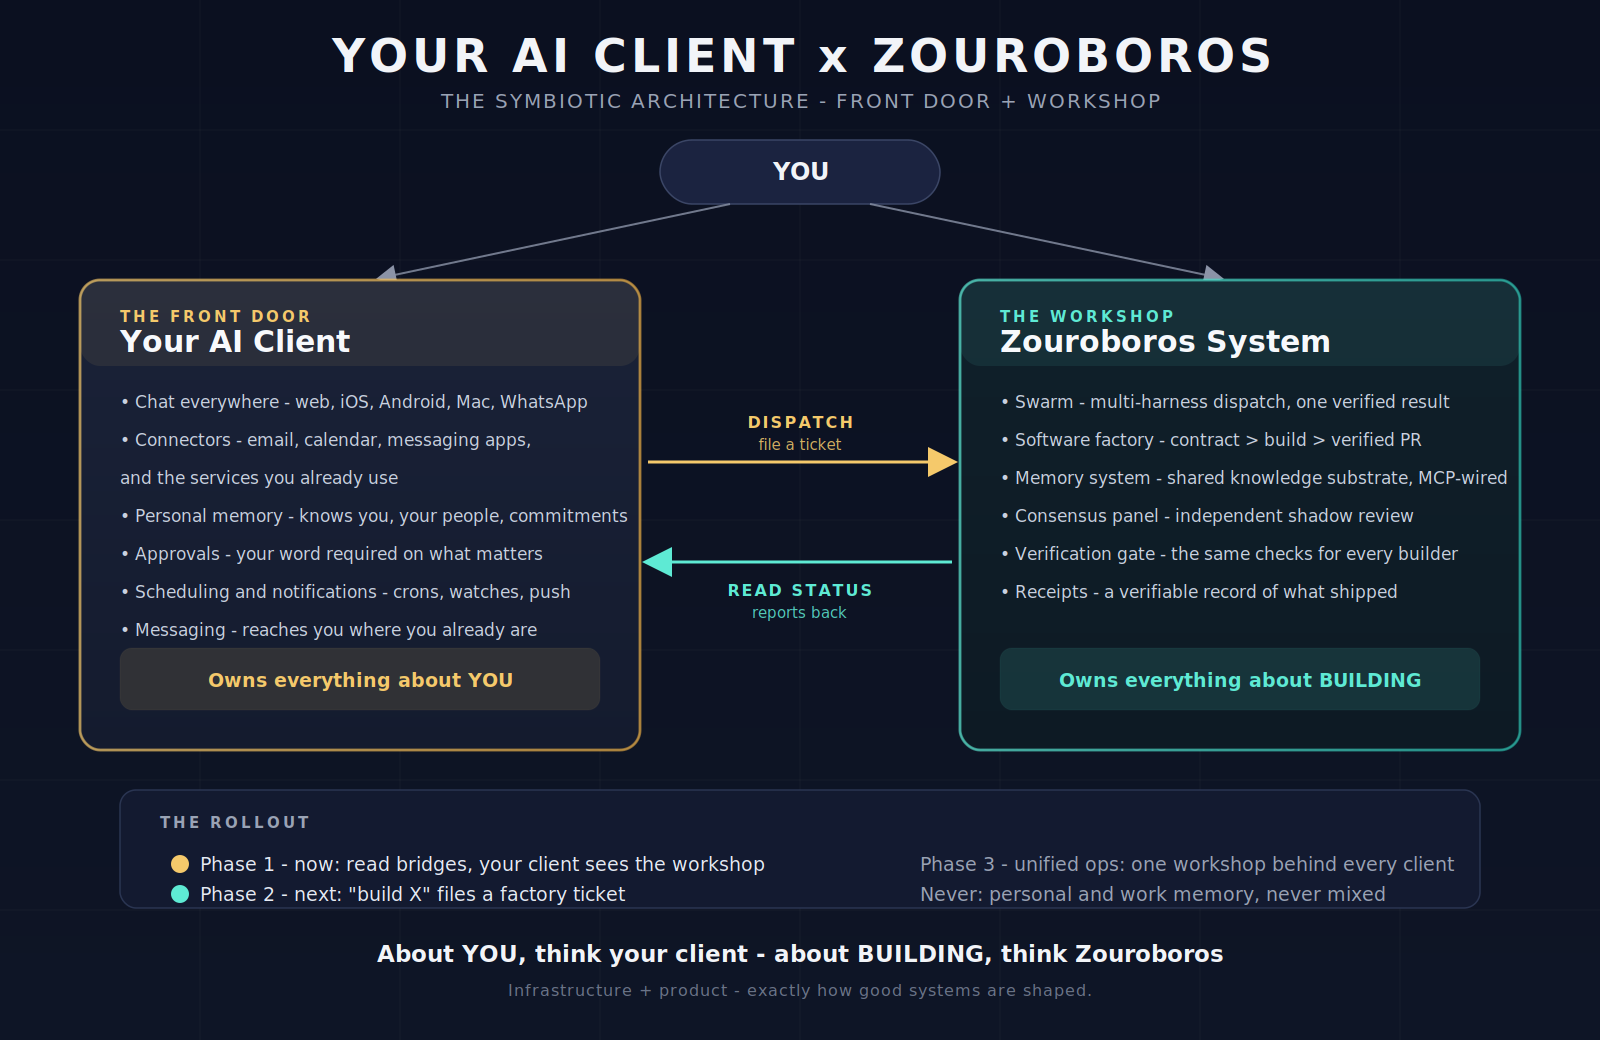 YOUR AI CLIENT x ZOUROBOROS
THE SYMBIOTIC ARCHITECTURE - FRONT DOOR + WORKSHOP
YOU
THE FRONT DOOR
Your AI Client
• Chat everywhere - web, iOS, Android, Mac, WhatsApp
• Connectors - email, calendar, messaging apps,
and the services you already use
• Personal memory - knows you, your people, commitments
• Approvals - your word required on what matters
• Scheduling and notifications - crons, watches, push
• Messaging - reaches you where you already are
Owns everything about YOU
DISPATCH
file a ticket
READ STATUS
reports back
THE WORKSHOP
Zouroboros System
• Swarm - multi-harness dispatch, one verified result
• Software factory - contract > build > verified PR
• Memory system - shared knowledge substrate, MCP-wired
• Consensus panel - independent shadow review
• Verification gate - the same checks for every builder
• Receipts - a verifiable record of what shipped
Owns everything about BUILDING
THE ROLLOUT
Phase 1 - now: read bridges, your client sees the workshop
Phase 2 - next: "build X" files a factory ticket
Phase 3 - unified ops: one workshop behind every client
Never: personal and work memory, never mixed
About YOU, think your client - about BUILDING, think Zouroboros
Infrastructure + product - exactly how good systems are shaped.